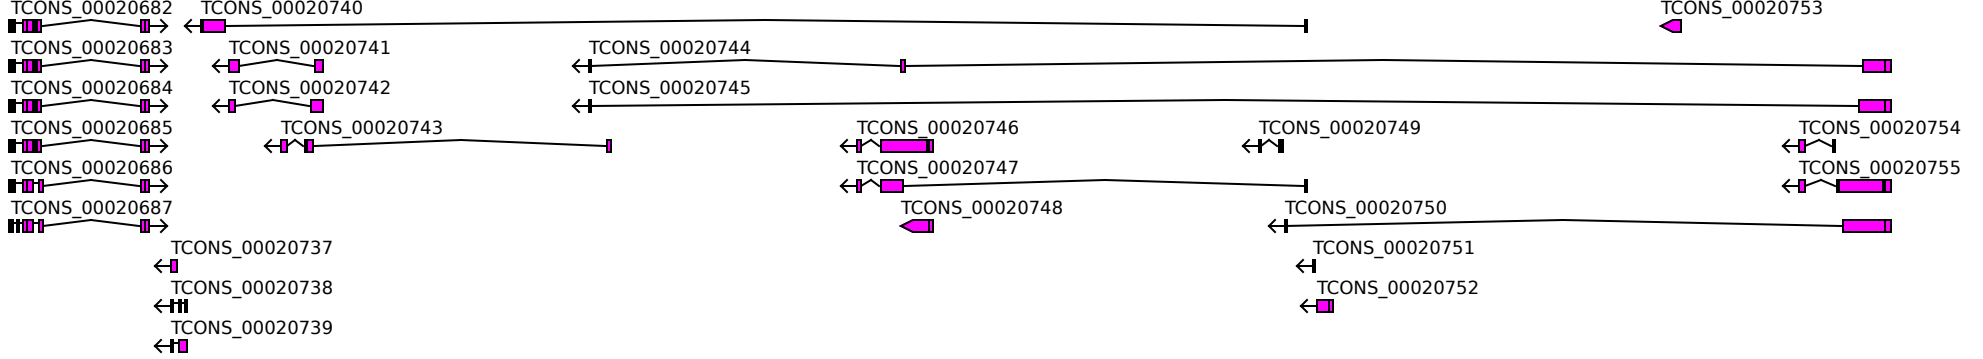 TCONS_00020682 TCONS_00020740 TCONS_00020753
TCONS_00020683 TCONS_00020741 TCONS_00020744
TCONS_00020684 TCONS_00020742 TCONS_00020745
TCONS_00020685 TCONS_00020743 TCONS_00020746 TCONS_00020749 TCONS_00020754
TCONS_00020686 TCONS_00020747 TCONS_00020755
TCONS_00020687 TCONS_00020748 TCONS_00020750
TCONS_00020737 TCONS_00020751
TCONS_00020738 TCONS_00020752
TCONS_00020739